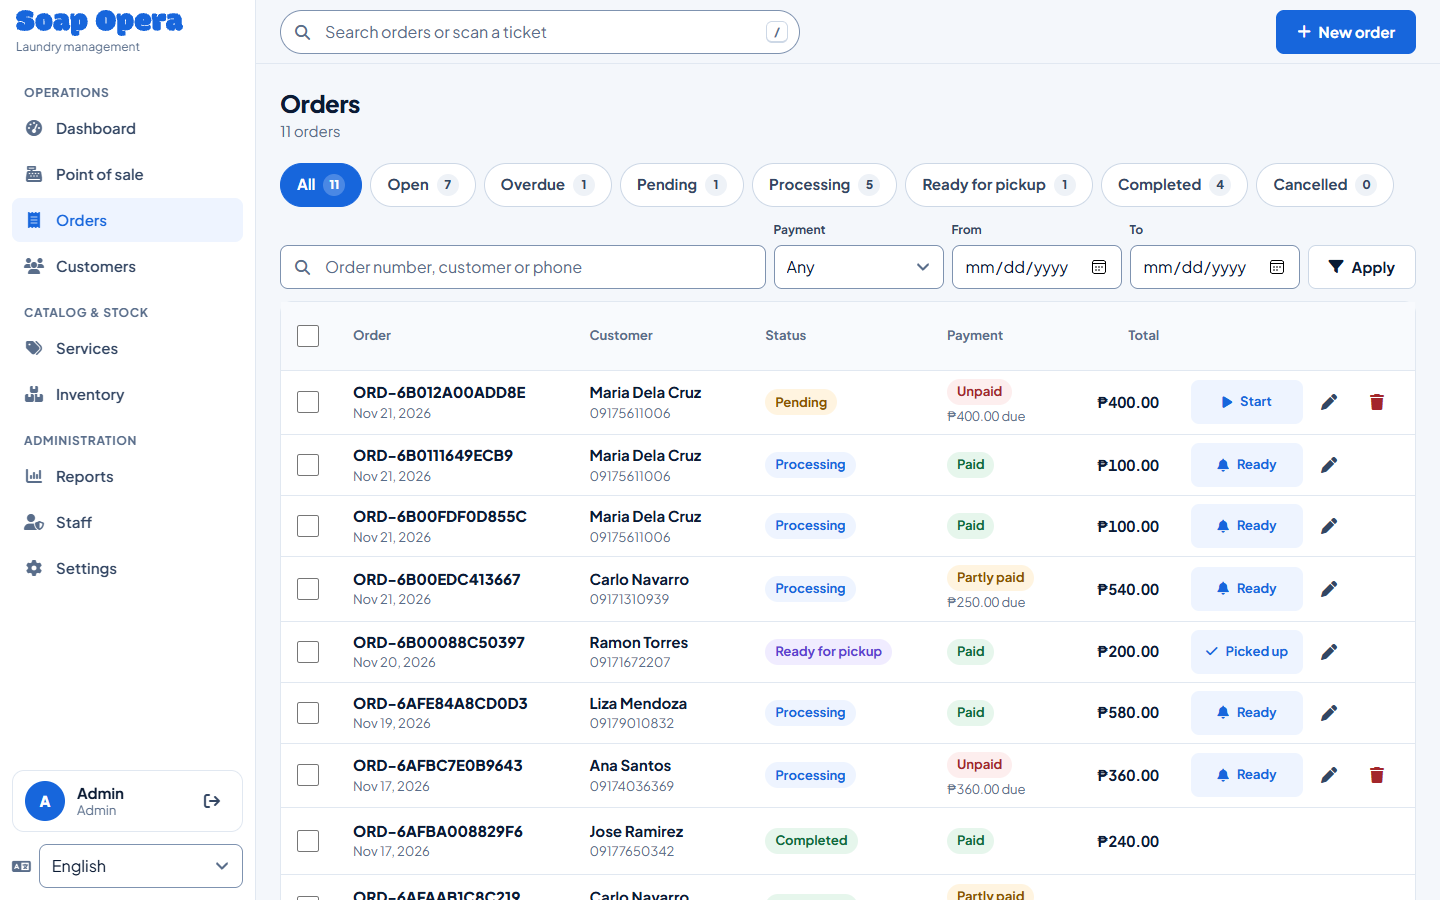 Soap Opera
Laundry management
OPERATIONS
Dashboard
Point of sale
Orders
Customers
CATALOG & STOCK
Services
Inventory
ADMINISTRATION
Reports
Staff
Settings
A
Admin
Admin
English
Search orders or scan a ticket
/
New order
Orders
11 orders
All 11
Open 7
Overdue 1
Pending 1
Processing 5
Ready for pickup 1
Completed 4
Cancelled 0
Order number, customer or phone
Payment
Any
From
mm/dd/yyyy
To
mm/dd/yyyy
Apply
Order Customer Status Payment Total
ORD-6B012A00ADD8E Maria Dela Cruz Pending Unpaid ₱400.00 Start
Nov 21, 2026 09175611006 ₱400.00 due
ORD-6B0111649ECB9 Maria Dela Cruz Processing Paid ₱100.00 Ready
Nov 21, 2026 09175611006
ORD-6B00FDF0D855C Maria Dela Cruz Processing Paid ₱100.00 Ready
Nov 21, 2026 09175611006
ORD-6B00EDC413667 Carlo Navarro Processing Partly paid ₱540.00 Ready
Nov 21, 2026 09171310939 ₱250.00 due
ORD-6B00088C50397 Ramon Torres Ready for pickup Paid ₱200.00 Picked up
Nov 20, 2026 09171672207
ORD-6AFE84A8CD0D3 Liza Mendoza Processing Paid ₱580.00 Ready
Nov 19, 2026 09179010832
ORD-6AFBC7E0B9643 Ana Santos Processing Unpaid ₱360.00 Ready
Nov 17, 2026 09174036369 ₱360.00 due
ORD-6AFBA008829F6 Jose Ramirez Completed Paid ₱240.00
Nov 17, 2026 09177650342
ORD-6AFAAB1C8C219 Carlo Navarro Partly paid